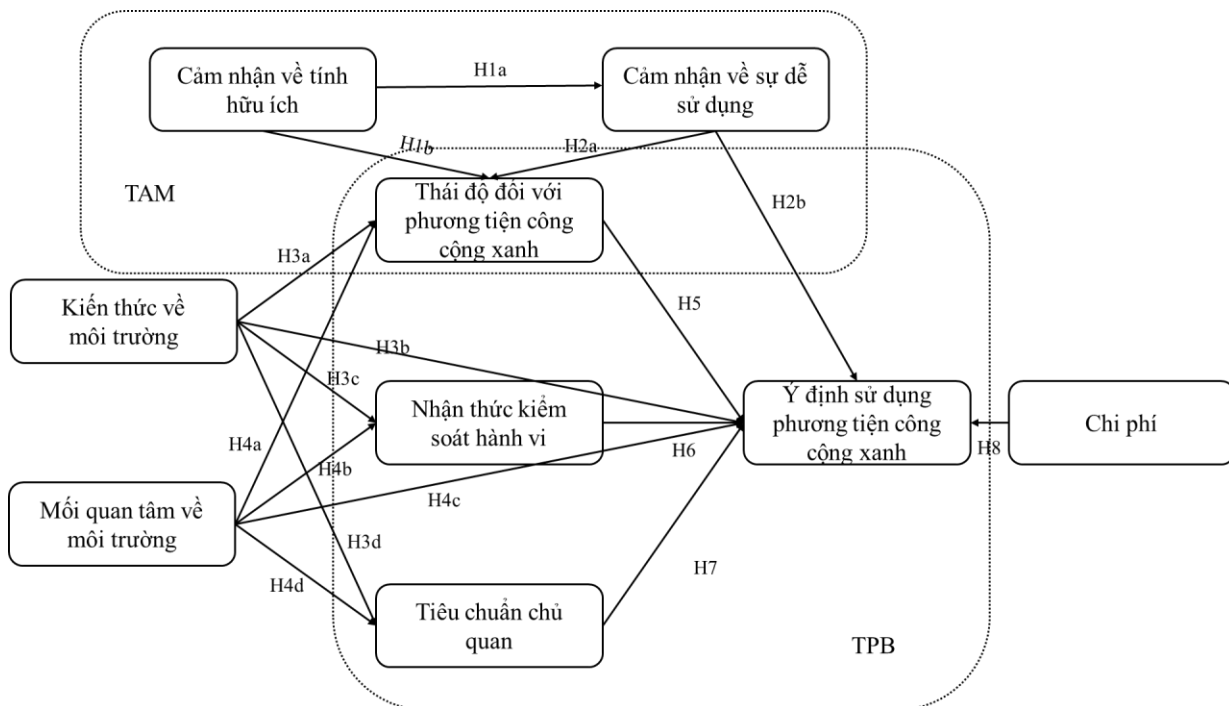 Cảm nhận về tính
hữu ích
H1a
Cảm nhận về sự dễ
sử dụng
H1b
H2a
TAM
Thái độ đối với
phương tiện công
cộng xanh
H2b
H3a
Kiến thức về
môi trường
H5
H3b
H3c
Nhận thức kiểm
soát hành vi
Ý định sử dụng
phương tiện công
cộng xanh
Chi phí
H4a
H4b
H6
H8
H4c
Mối quan tâm về
môi trường
H3d
H4d
H7
Tiêu chuẩn chủ
quan
TPB